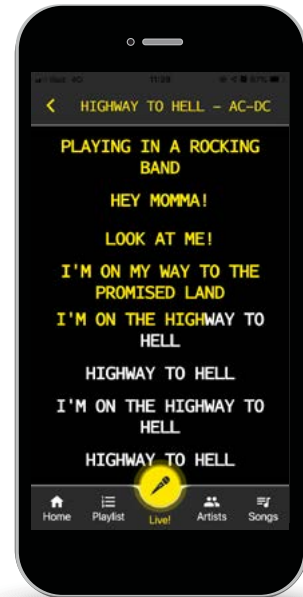 11:29
HIGHWAY TO HELL – AC-DC
PLAYING IN A ROCKING
BAND
HEY MOMMA!
LOOK AT ME!
I'M ON MY WAY TO THE
PROMISED LAND
I'M ON THE HIGHWAY TO
HELL
HIGHWAY TO HELL
I'M ON THE HIGHWAY TO
HELL
HIGHWAY TO HELL
Home Playlist Live! Artists Songs